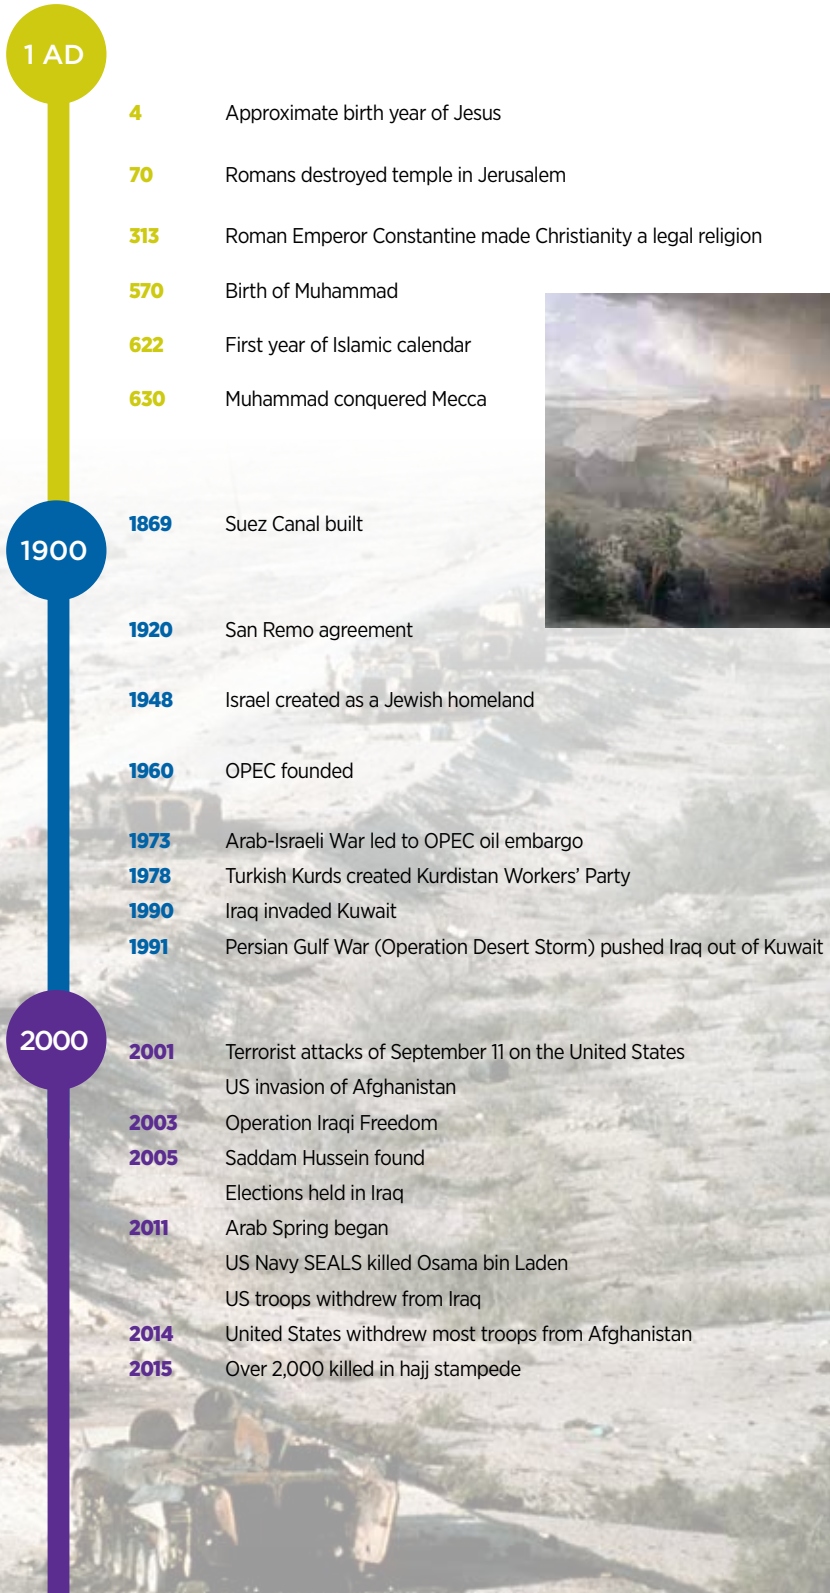 1 AD
4 Approximate birth year of Jesus
70 Romans destroyed temple in Jerusalem
313 Roman Emperor Constantine made Christianity a legal religion
570 Birth of Muhammad
622 First year of Islamic calendar
630 Muhammad conquered Mecca
1869 Suez Canal built
1900
1920 San Remo agreement
1948 Israel created as a Jewish homeland
1960 OPEC founded
1973 Arab-Israeli War led to OPEC oil embargo
1978 Turkish Kurds created Kurdistan Workers’ Party
1990 Iraq invaded Kuwait
1991 Persian Gulf War (Operation Desert Storm) pushed Iraq out of Kuwait
2000
2001 Terrorist attacks of September 11 on the United States
US invasion of Afghanistan
2003 Operation Iraqi Freedom
2005 Saddam Hussein found
Elections held in Iraq
2011 Arab Spring began
US Navy SEALS killed Osama bin Laden
US troops withdrew from Iraq
2014 United States withdrew most troops from Afghanistan
2015 Over 2,000 killed in hajj stampede